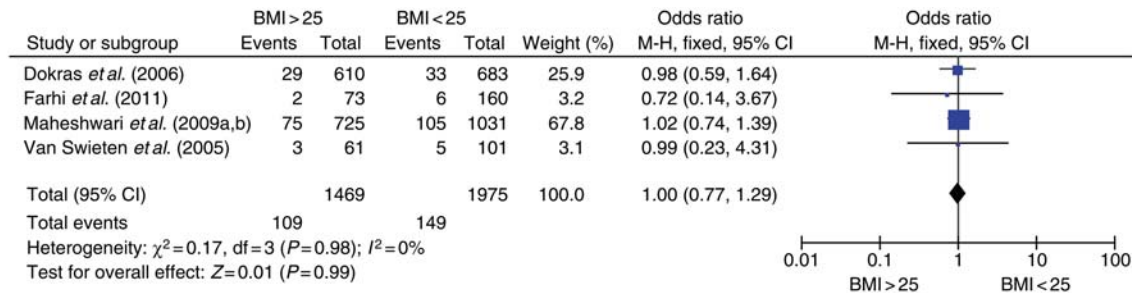 BMI>25 BMI<25 Odds ratio Odds ratio
Study or subgroup Events Total Events Total Weight (%) M-H, fixed, 95% CI M-H, fixed, 95% CI
Dokras et al. (2006) 29 610 33 683 25.9 0.98 (0.59, 1.64)
Farhi et al. (2011) 2 73 6 160 3.2 0.72 (0.14, 3.67)
Maheshwari et al. (2009a,b) 75 725 105 1031 67.8 1.02 (0.74, 1.39)
Van Swieten et al. (2005) 3 61 5 101 3.1 0.99 (0.23, 4.31)
Total (95% CI) 1469 1975 100.0 1.00 (0.77, 1.29)
Total events 109 149
Heterogeneity: χ²=0.17, df=3 (P=0.98); I²=0%
Test for overall effect: Z=0.01 (P=0.99)
0.01 0.1 1 10 100
BMI>25 BMI<25